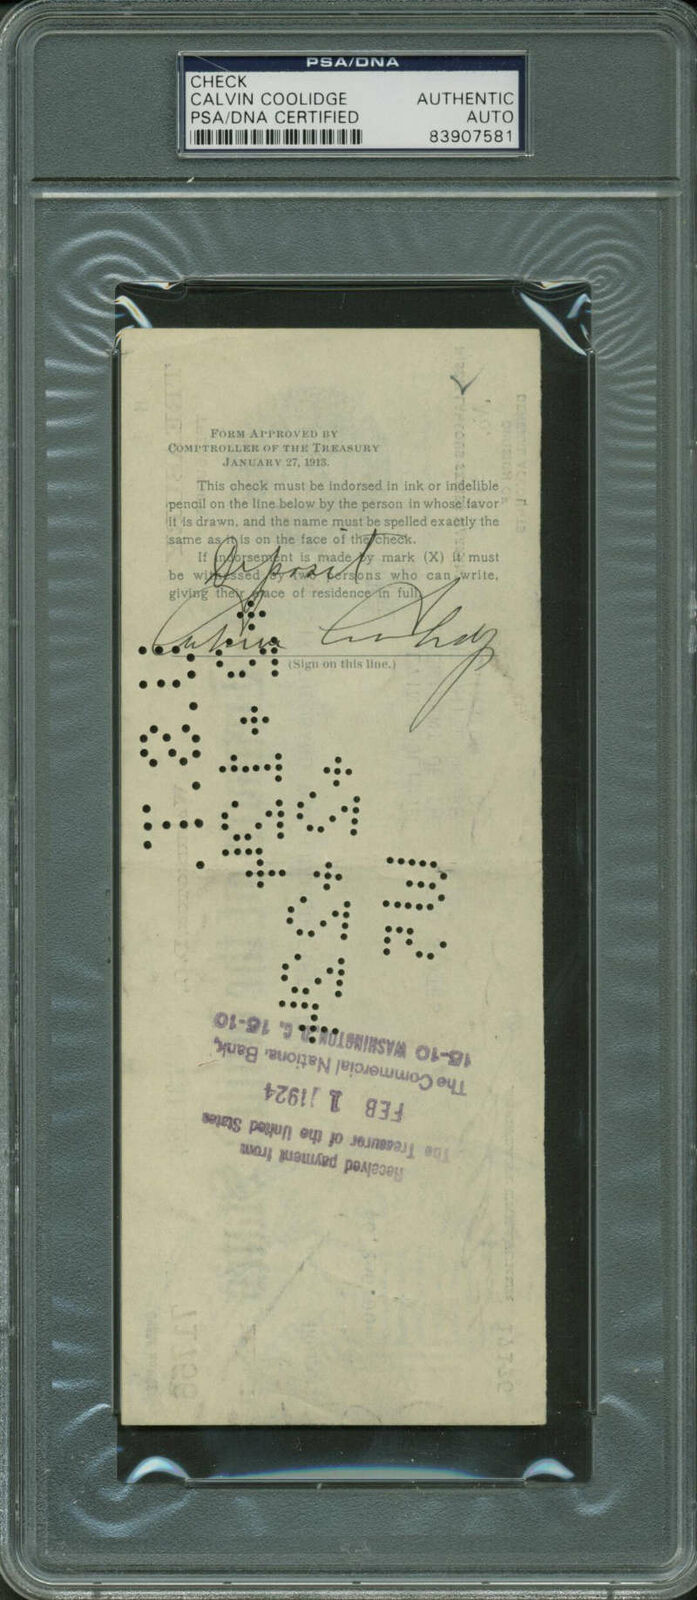 PSA/DNA
CHECK
CALVIN COOLIDGE AUTHENTIC
PSA/DNA CERTIFIED AUTO
83907581
FORM APPROVED BY
COMPTROLLER OF THE TREASURY
JANUARY 27, 1913.
This check must be indorsed in ink or indelible
pencil on the line below by the person in whose favor
it is drawn, and the name must be spelled exactly the
same as it is on the face of the check.
If indorsement is made by mark (X) it must
be witnessed by two persons who can write,
giving their place of residence in full.
Deposit
Calvin Coolidge
(Sign on this line.)
Received payment from
The Treasurer of the United States
FEB 1 1924
The Commercial National Bank,
15-10 WASHINGTON D. C. 15-10